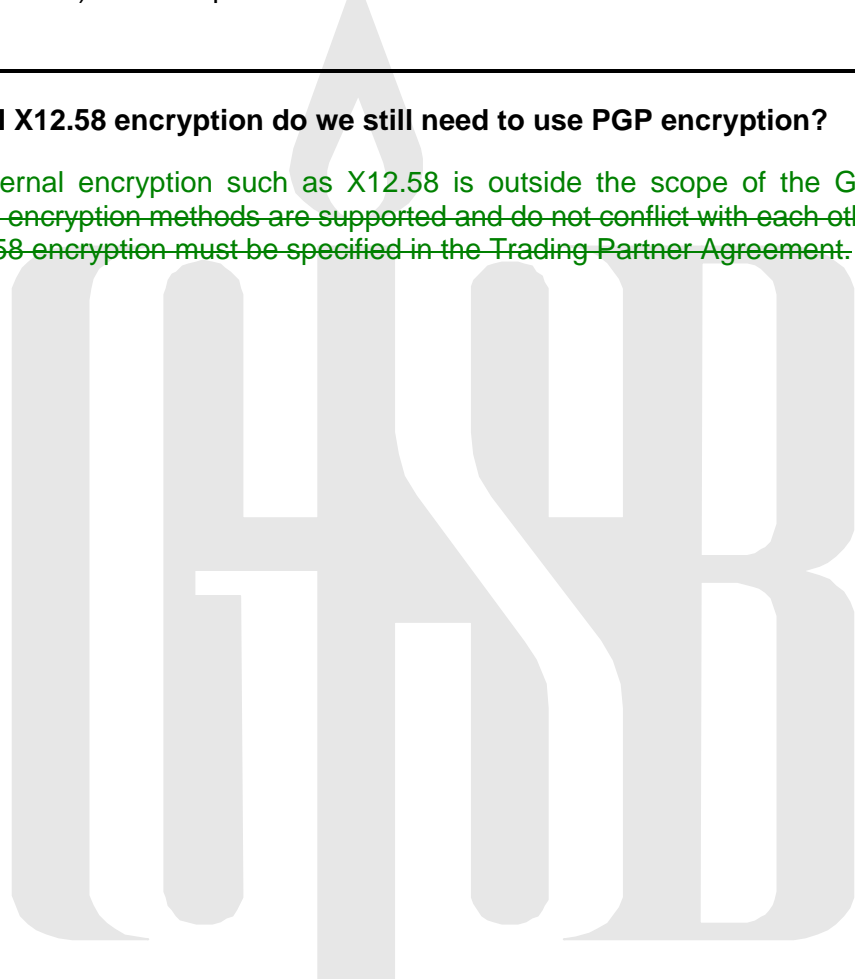 X12.58 encryption do we still need to use PGP encryption?
ernal encryption such as X12.58 is outside the scope of the G
encryption methods are supported and do not conflict with each oth
58 encryption must be specified in the Trading Partner Agreement.
GISB